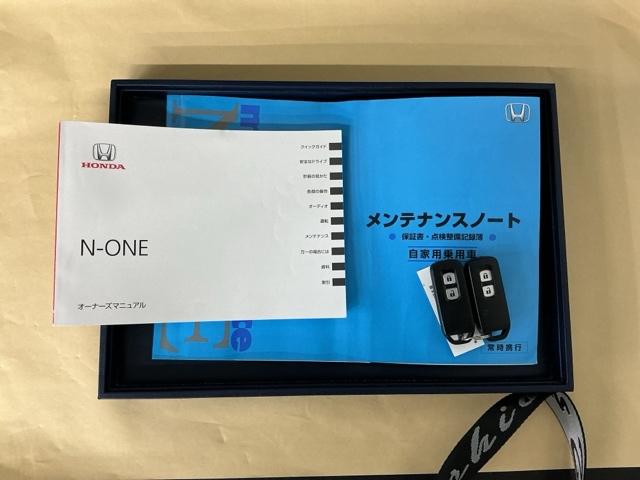 HONDA
N-ONE
オーナーズマニュアル
クイックガイド
安全なドライブ
計器の見かた
各部の操作
オーディオ
運転
メンテナンス
万一の場合には
資料
索引
メンテナンスノート
保証書・点検整備記録簿
自家用乗用車
常時携行